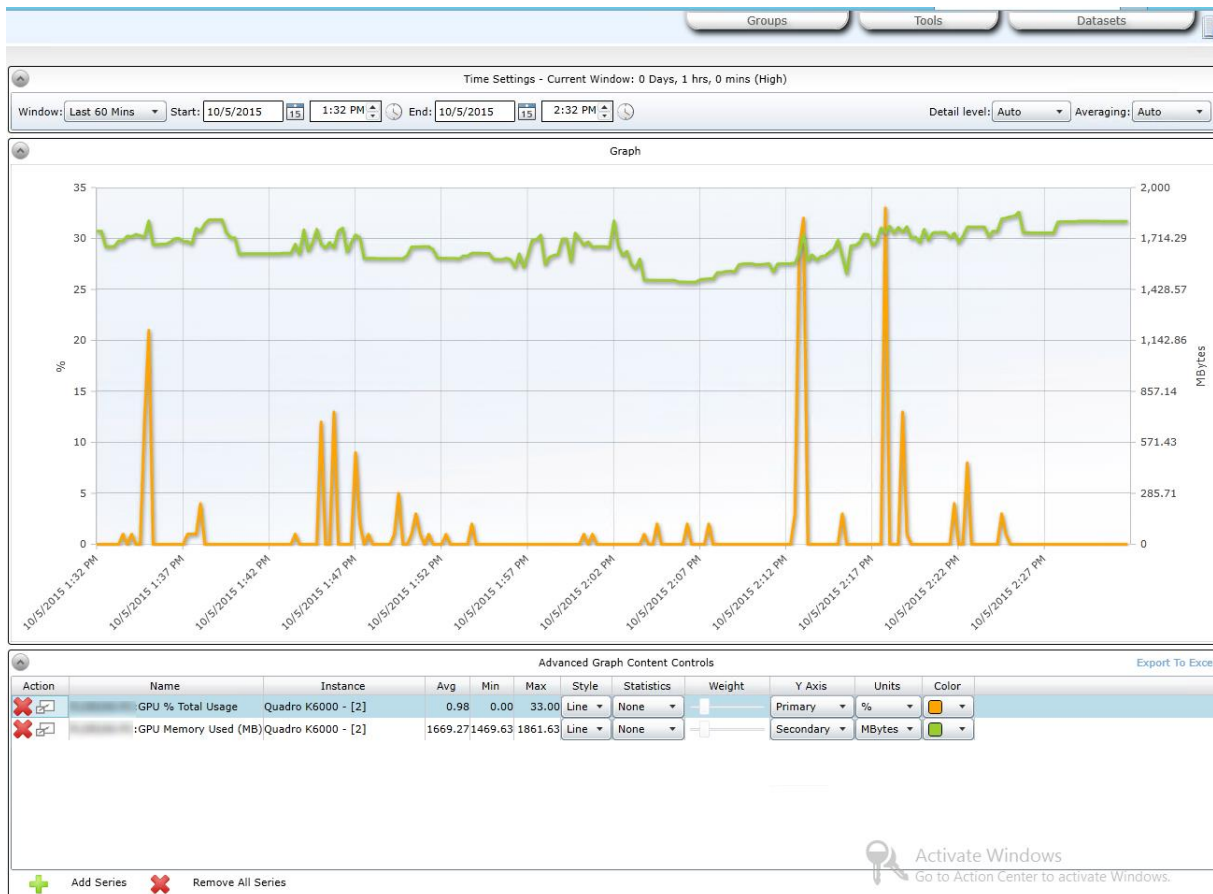 Groups Tools Datasets
Time Settings - Current Window: 0 Days, 1 hrs, 0 mins (High)
Window: Last 60 Mins Start: 10/5/2015 15 1:32 PM End: 10/5/2015 15 2:32 PM Detail level: Auto Averaging: Auto
Graph
35 2,000
30 1,714.29
25 1,428.57
20 1,142.86
% MBytes
15 857.14
10 571.43
5 285.71
0 0
10/5/2015 1:32 PM 10/5/2015 1:37 PM 10/5/2015 1:42 PM 10/5/2015 1:47 PM 10/5/2015 1:52 PM 10/5/2015 1:57 PM 10/5/2015 2:02 PM 10/5/2015 2:07 PM 10/5/2015 2:12 PM 10/5/2015 2:17 PM 10/5/2015 2:22 PM 10/5/2015 2:27 PM
Advanced Graph Content Controls Export To Exce
Action Name Instance Avg Min Max Style Statistics Weight Y Axis Units Color
:GPU % Total Usage Quadro K6000 - [2] 0.98 0.00 33.00 Line None Primary %
:GPU Memory Used (MB) Quadro K6000 - [2] 1669.27 1469.63 1861.63 Line None Secondary MBytes
Activate Windows
Go to Action Center to activate Windows.
Add Series Remove All Series